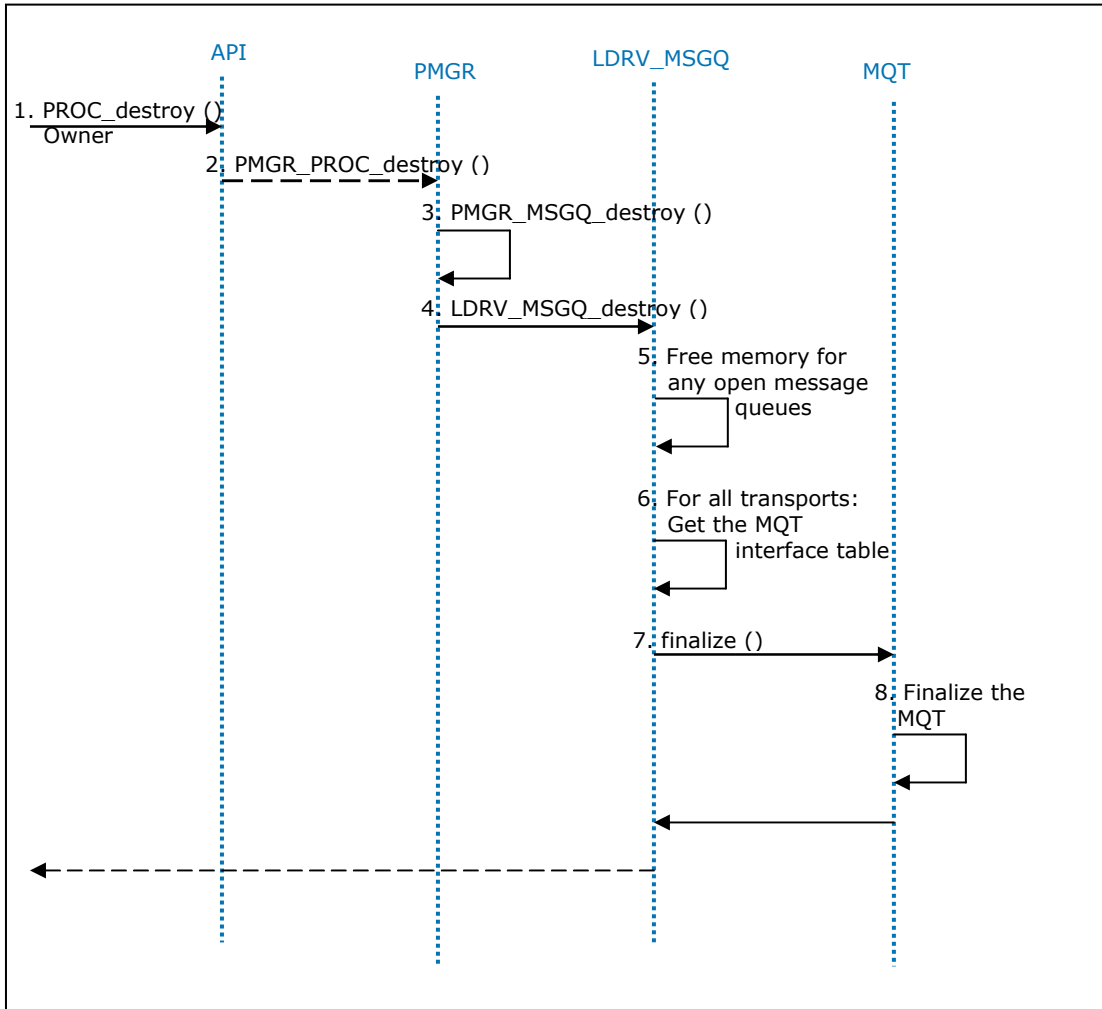 API
PMGR
LDRV_MSGQ
MQT
1. PROC_destroy ()
Owner
2. PMGR_PROC_destroy ()
3. PMGR_MSGQ_destroy ()
4. LDRV_MSGQ_destroy ()
5. Free memory for
any open message
queues
6. For all transports:
Get the MQT
interface table
7. finalize ()
8. Finalize the
MQT